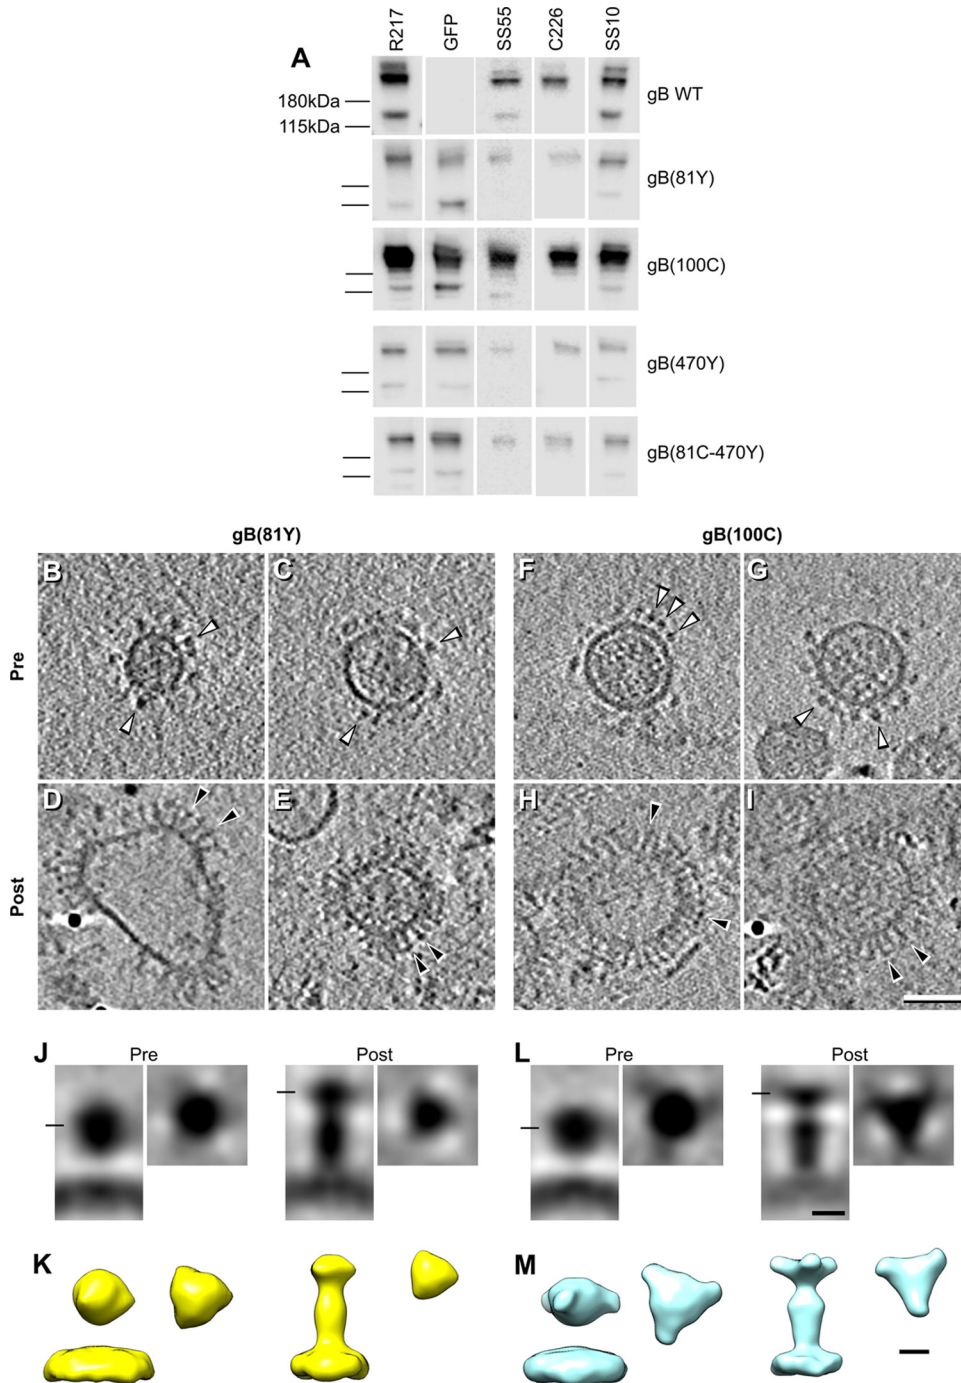 R217 GFP SS55 C226 SS10
A
gB WT
180kDa
115kDa
gB(81Y)
gB(100C)
gB(470Y)
gB(81C-470Y)
gB(81Y) gB(100C)
B C F G
Pre
D E H I
Post
J Pre Post L Pre Post
K M